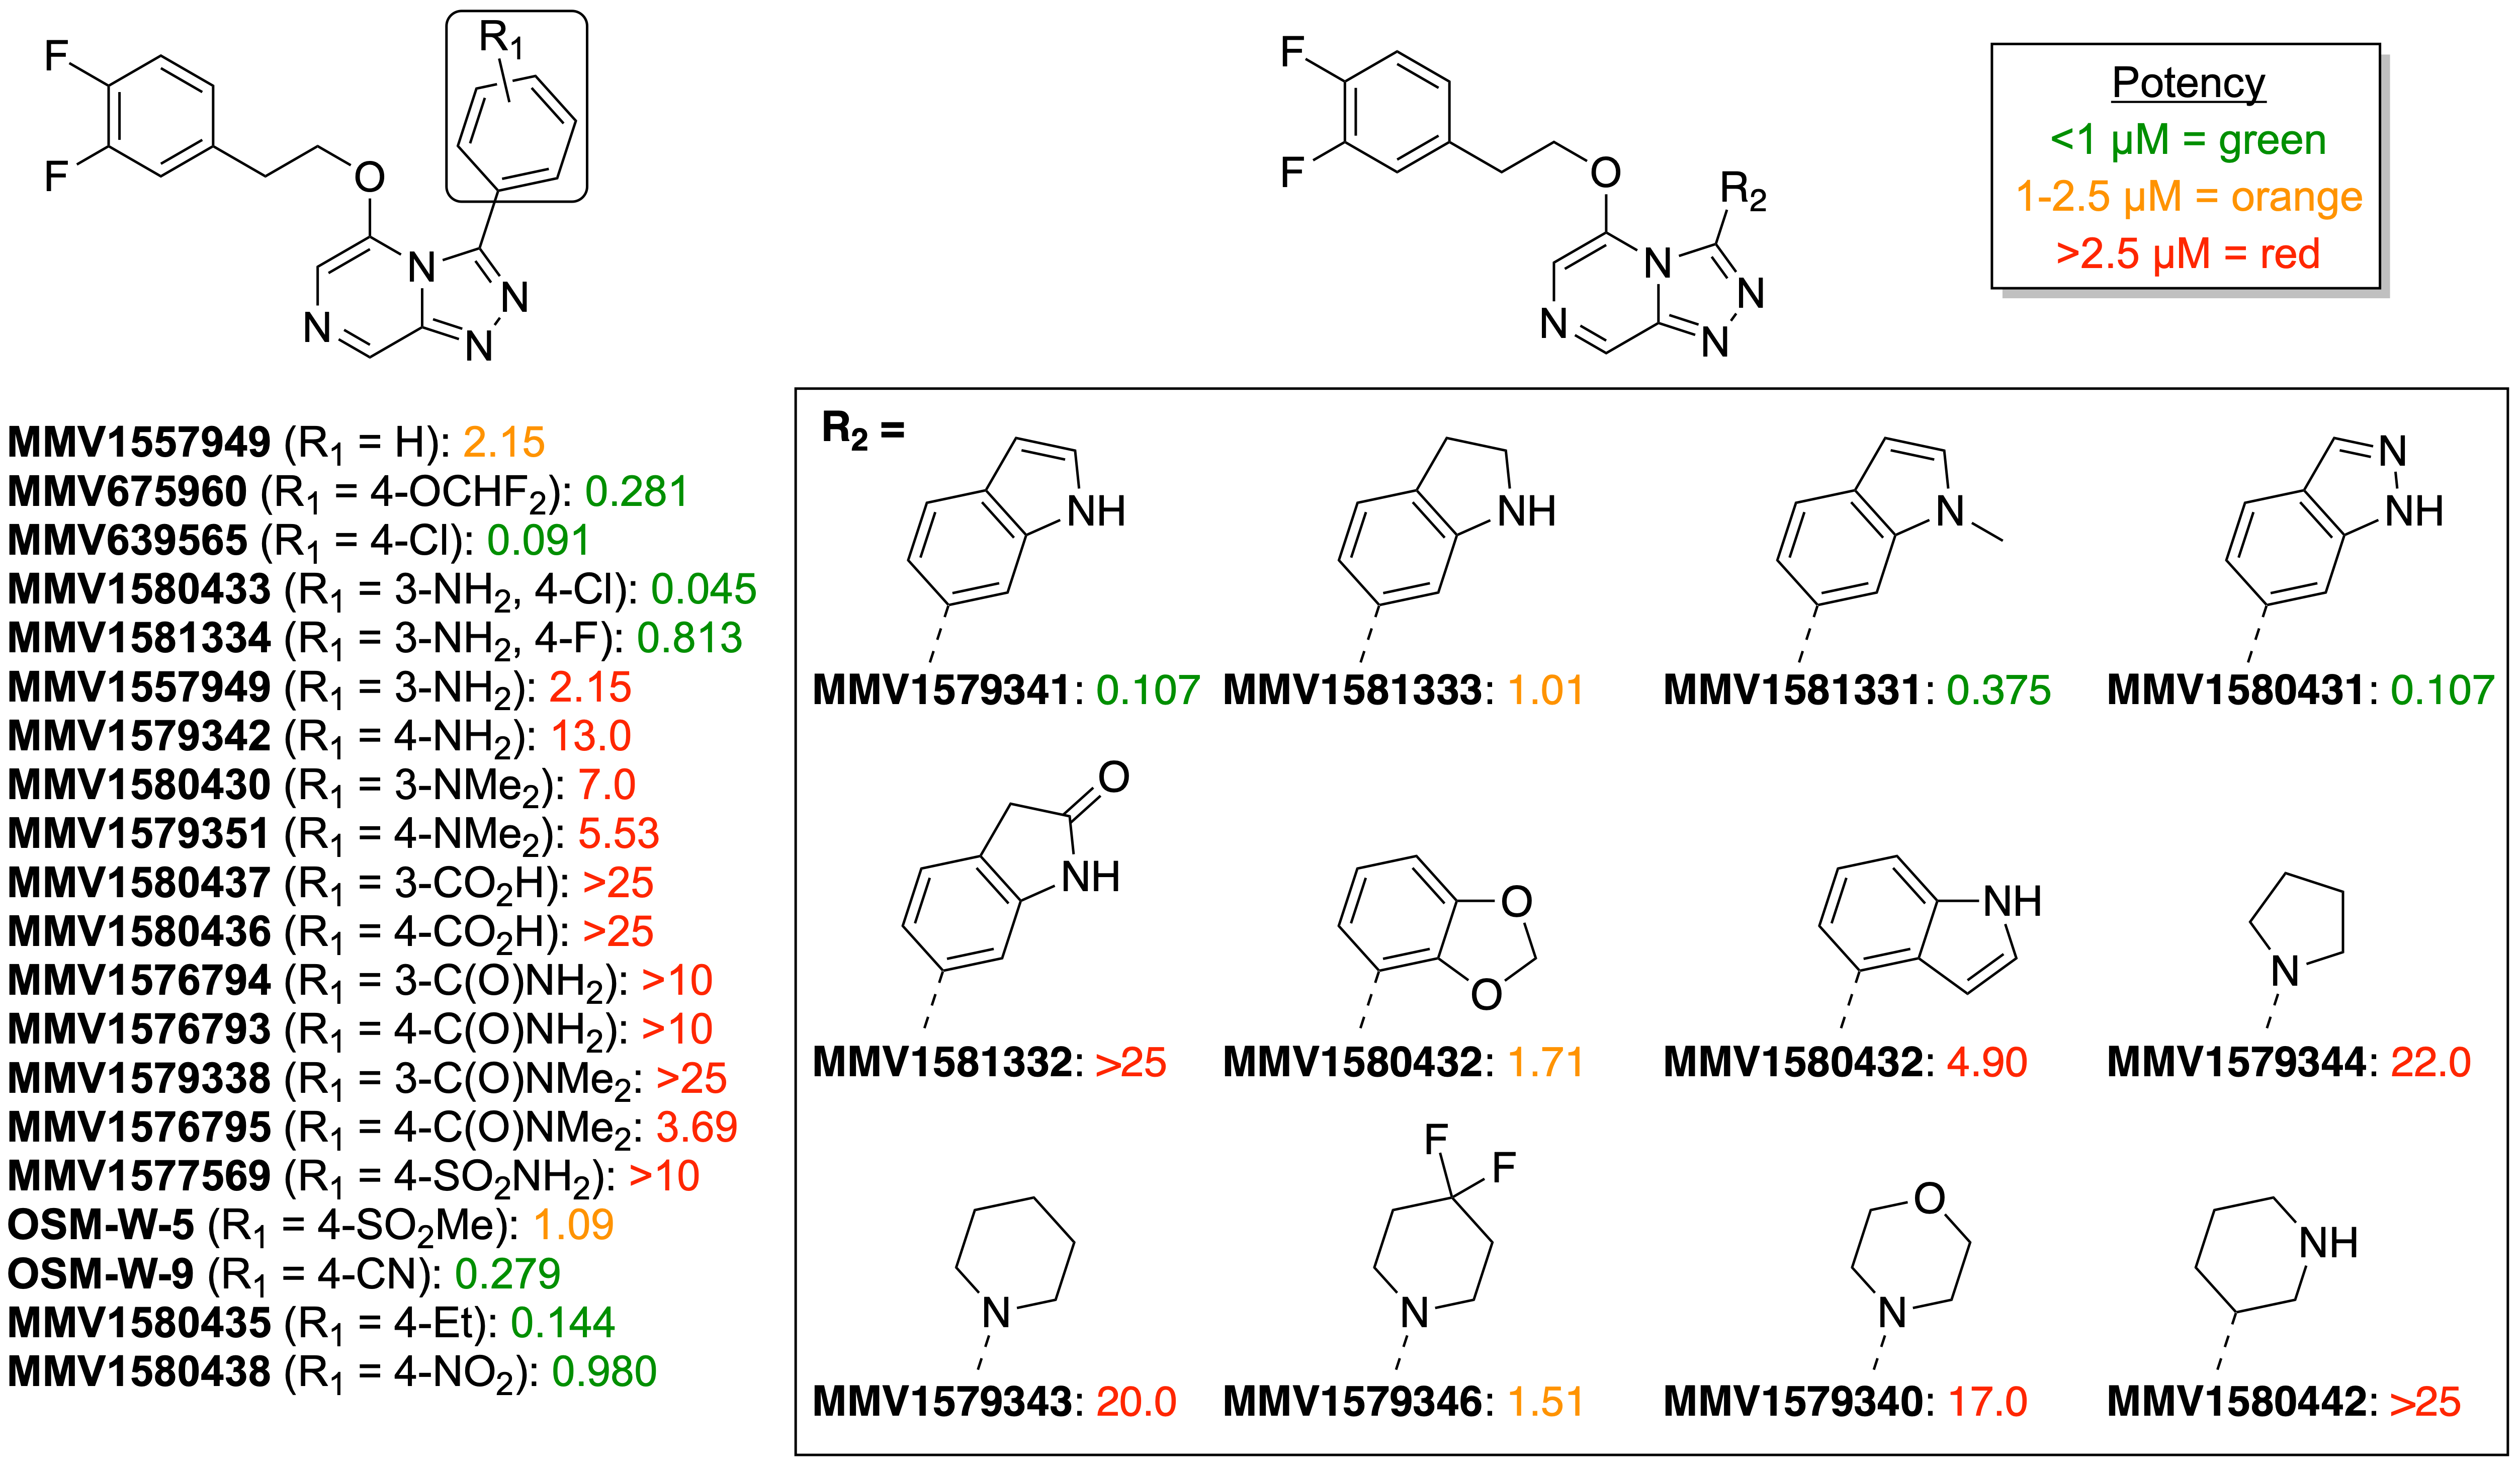 R1
F
F
O
N
N
N
N
F
F
O
R2
N
N
N
N
Potency
<1 μM = green
1-2.5 μM = orange
>2.5 μM = red
MMV1557949 (R1 = H): 2.15
MMV675960 (R1 = 4-OCHF2): 0.281
MMV639565 (R1 = 4-Cl): 0.091
MMV1580433 (R1 = 3-NH2, 4-Cl): 0.045
MMV1581334 (R1 = 3-NH2, 4-F): 0.813
MMV1557949 (R1 = 3-NH2): 2.15
MMV1579342 (R1 = 4-NH2): 13.0
MMV1580430 (R1 = 3-NMe2): 7.0
MMV1579351 (R1 = 4-NMe2): 5.53
MMV1580437 (R1 = 3-CO2H): >25
MMV1580436 (R1 = 4-CO2H): >25
MMV1576794 (R1 = 3-C(O)NH2): >10
MMV1576793 (R1 = 4-C(O)NH2): >10
MMV1579338 (R1 = 3-C(O)NMe2: >25
MMV1576795 (R1 = 4-C(O)NMe2: 3.69
MMV1577569 (R1 = 4-SO2NH2): >10
OSM-W-5 (R1 = 4-SO2Me): 1.09
OSM-W-9 (R1 = 4-CN): 0.279
MMV1580435 (R1 = 4-Et): 0.144
MMV1580438 (R1 = 4-NO2): 0.980
R2 =
NH
NH
N
N
NH
MMV1579341: 0.107
MMV1581333: 1.01
MMV1581331: 0.375
MMV1580431: 0.107
O
NH
O
O
NH
N
MMV1581332: >25
MMV1580432: 1.71
MMV1580432: 4.90
MMV1579344: 22.0
N
F
F
N
O
N
NH
MMV1579343: 20.0
MMV1579346: 1.51
MMV1579340: 17.0
MMV1580442: >25